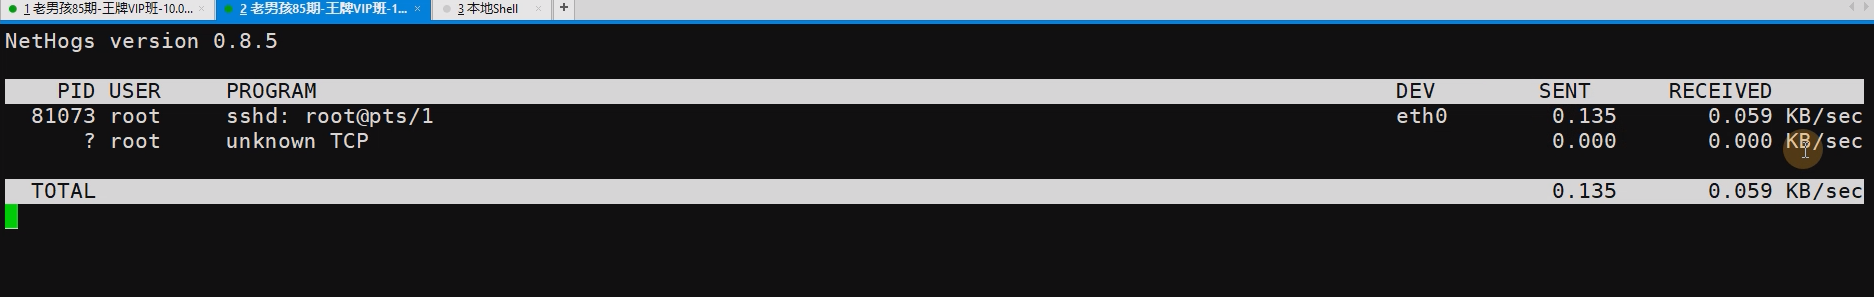 1 老男孩85期-王牌VIP班-10.0... × 2 老男孩85期-王牌VIP班-1... × 3 本地Shell × +
NetHogs version 0.8.5
PID USER PROGRAM DEV SENT RECEIVED
81073 root sshd: root@pts/1 eth0 0.135 0.059 KB/sec
? root unknown TCP 0.000 0.000 KB/sec
TOTAL 0.135 0.059 KB/sec